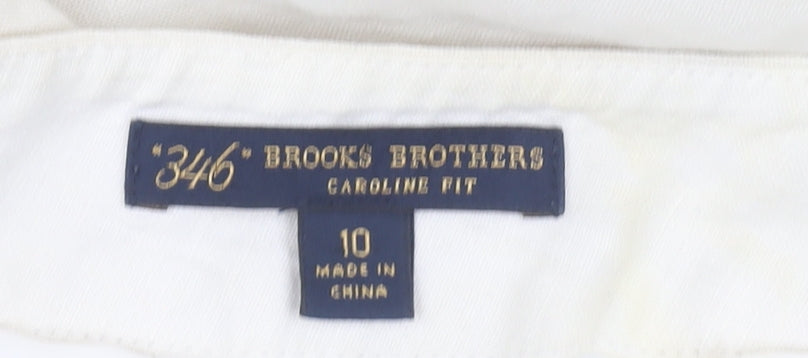 "346" BROOKS BROTHERS
CAROLINE FIT
10
MADE IN
CHINA